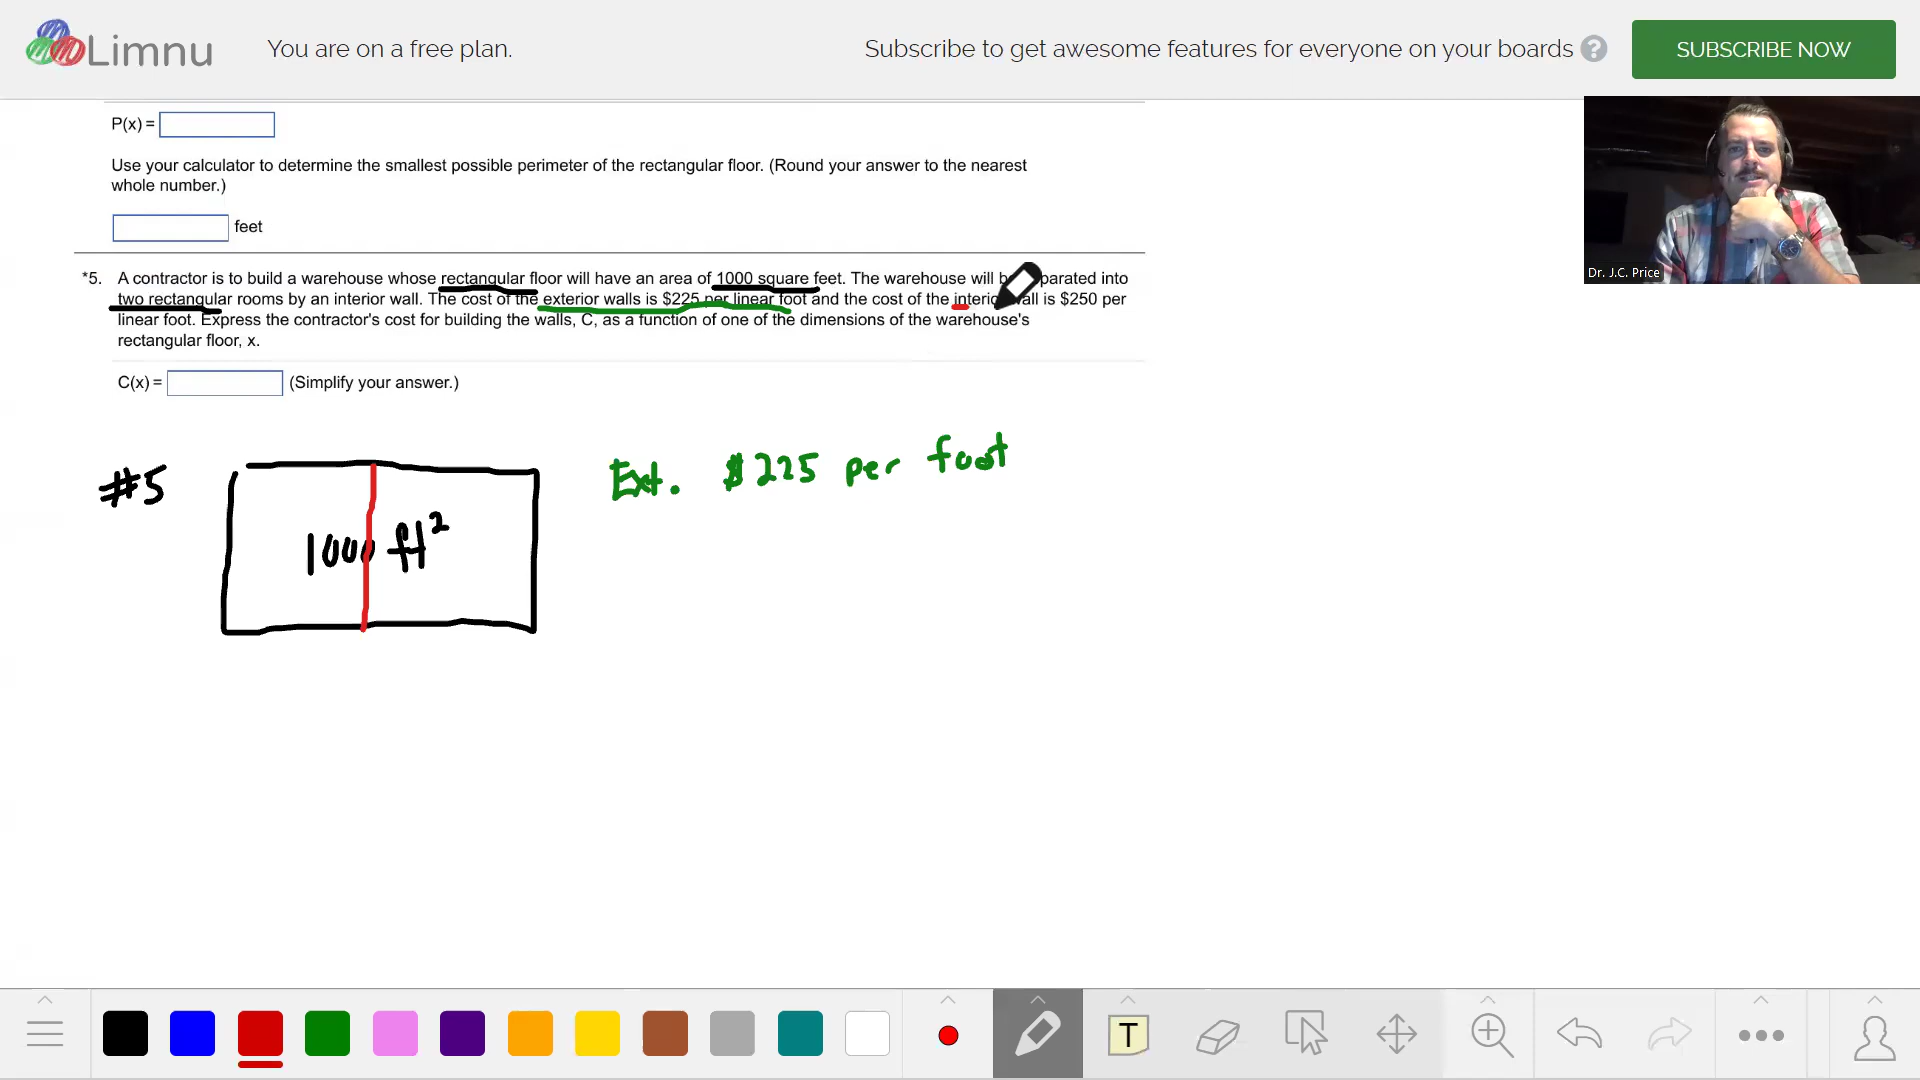 Limnu
You are on a free plan.
Subscribe to get awesome features for everyone on your boards ?
SUBSCRIBE NOW
P(x) =
Use your calculator to determine the smallest possible perimeter of the rectangular floor. (Round your answer to the nearest
whole number.)
feet
Dr. J.C. Price
*5. A contractor is to build a warehouse whose rectangular floor will have an area of 1000 square feet. The warehouse will into
two rectangular rooms by an interior wall. The cost of the exterior walls is $225 per linear foot and the cost of the is $250 per
linear foot. Express the contractor's cost for building the walls, C, as a function of one of the dimensions of the warehouse's
rectangular floor, x.
C(x) = (Simplify your answer.)
#5
1000 ft²
Ext. $225 per foot
T